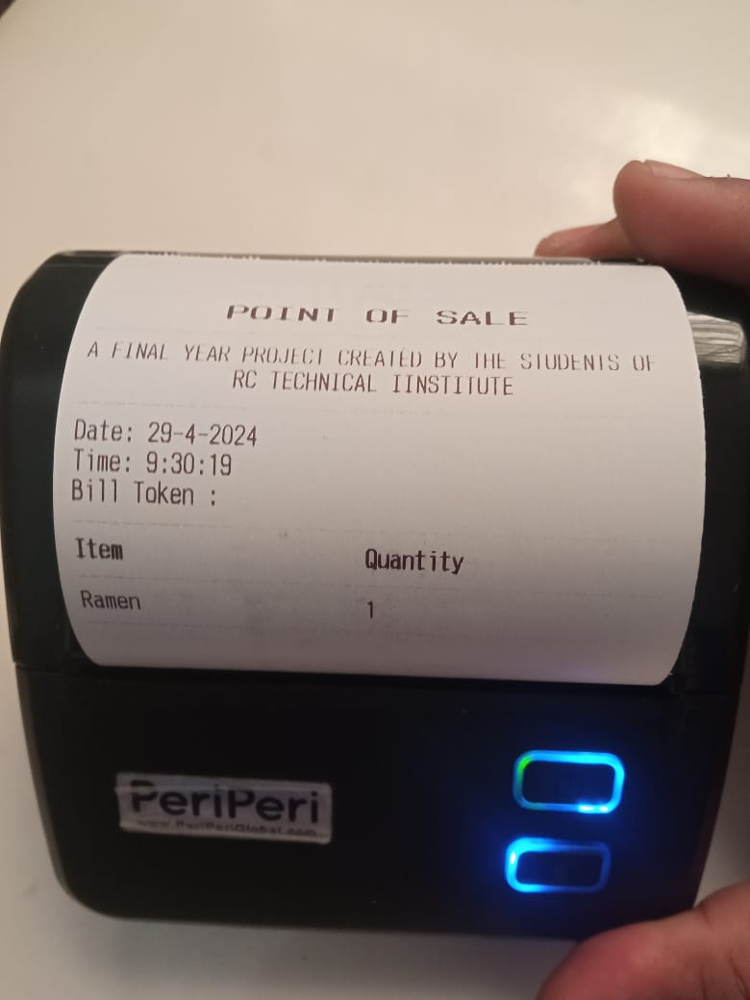 POINT OF SALE
A FINAL YEAR PROJECT CREATED BY THE STUDENTS OF
RC TECHNICAL IINSTITUTE
Date: 29-4-2024
Time: 9:30:19
Bill Token :
Item Quantity
Ramen 1
PeriPeri
www.PeriPeriGlobal.com